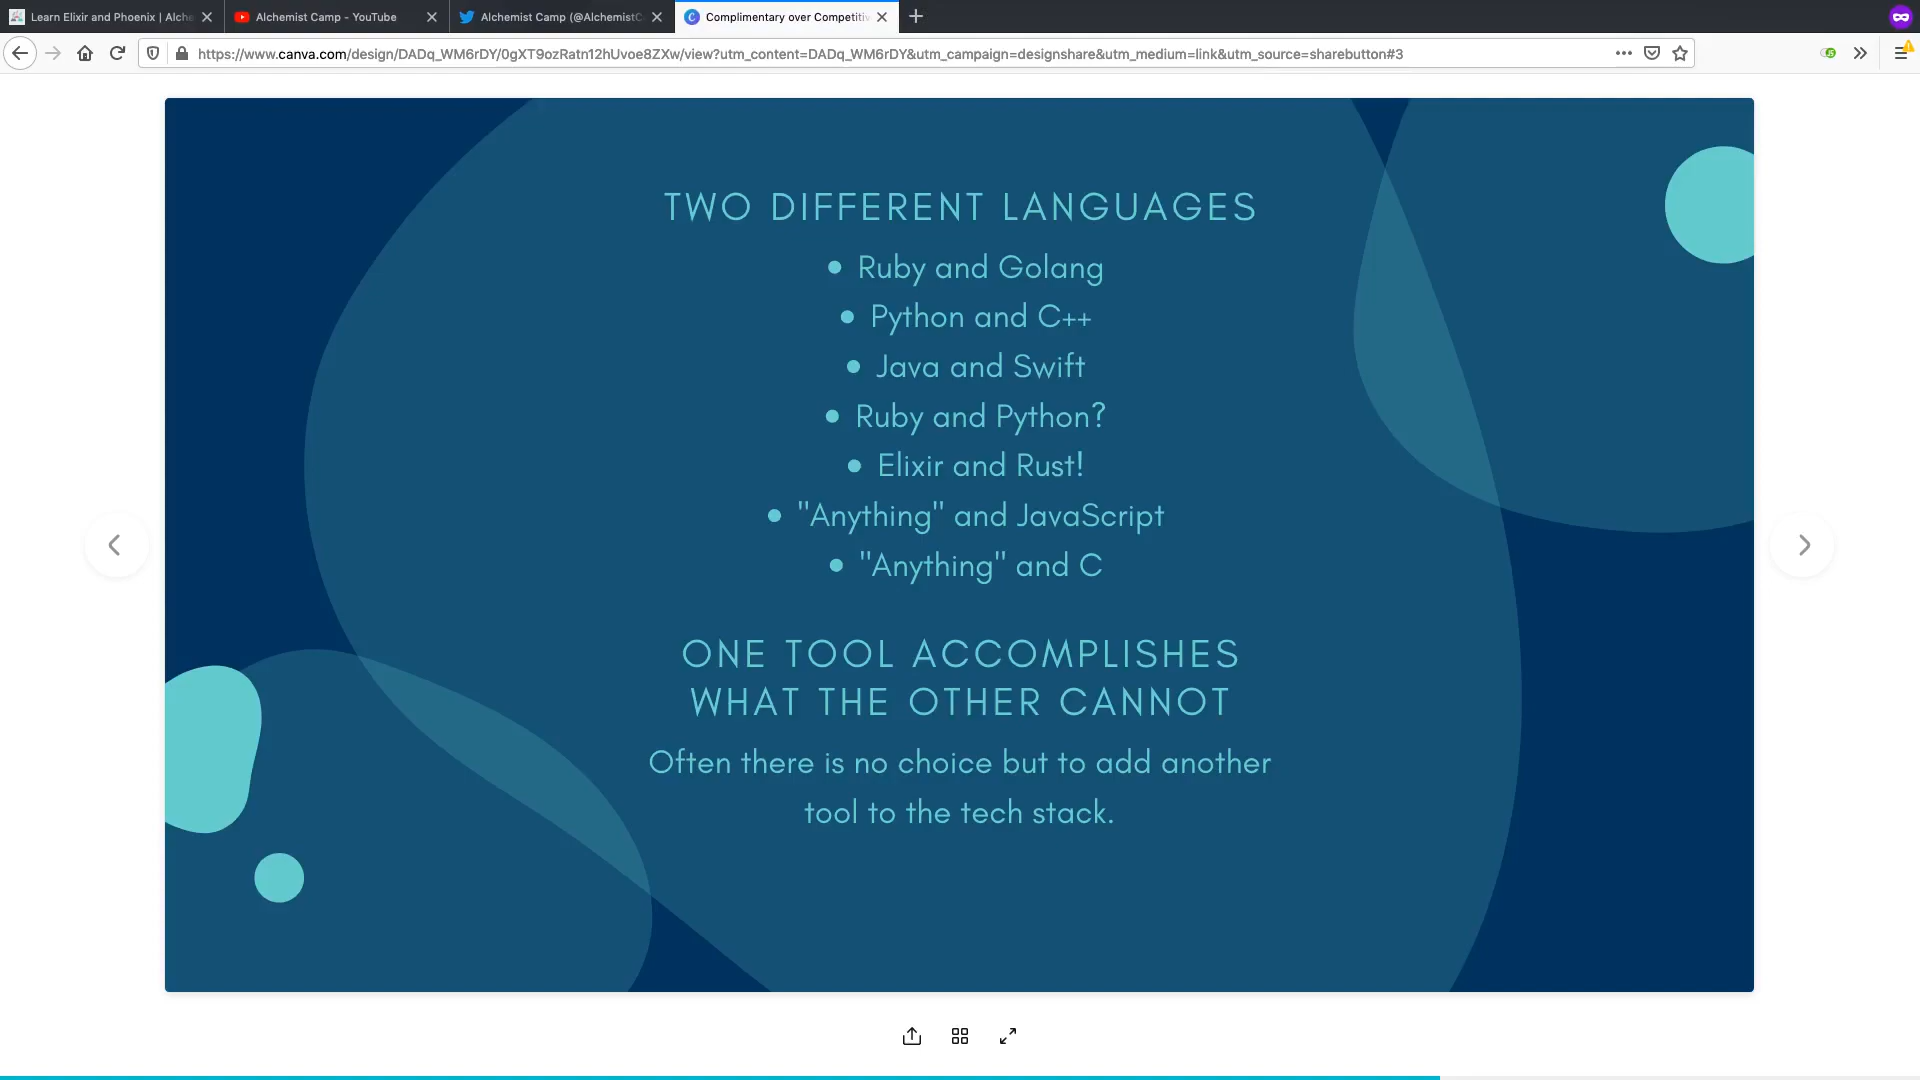 Learn Elixir and Phoenix | Alche
Alchemist Camp - YouTube
Alchemist Camp (@AlchemistC
Complimentary over Competitiv
https://www.canva.com/design/DADq_WM6rDY/0gXT9ozRatn12hUvoe8ZXw/view?utm_content=DADq_WM6rDY&utm_campaign=designshare&utm_medium=link&utm_source=sharebutton#3
TWO DIFFERENT LANGUAGES
• Ruby and Golang
• Python and C++
• Java and Swift
• Ruby and Python?
• Elixir and Rust!
• "Anything" and JavaScript
• "Anything" and C
ONE TOOL ACCOMPLISHES
WHAT THE OTHER CANNOT
Often there is no choice but to add another
tool to the tech stack.